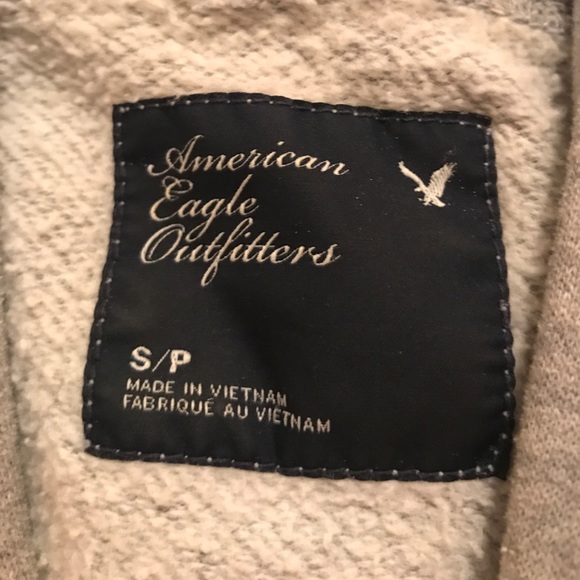 American
Eagle
Outfitters
S/P
MADE IN VIETNAM
FABRIQUÉ AU VIETNAM